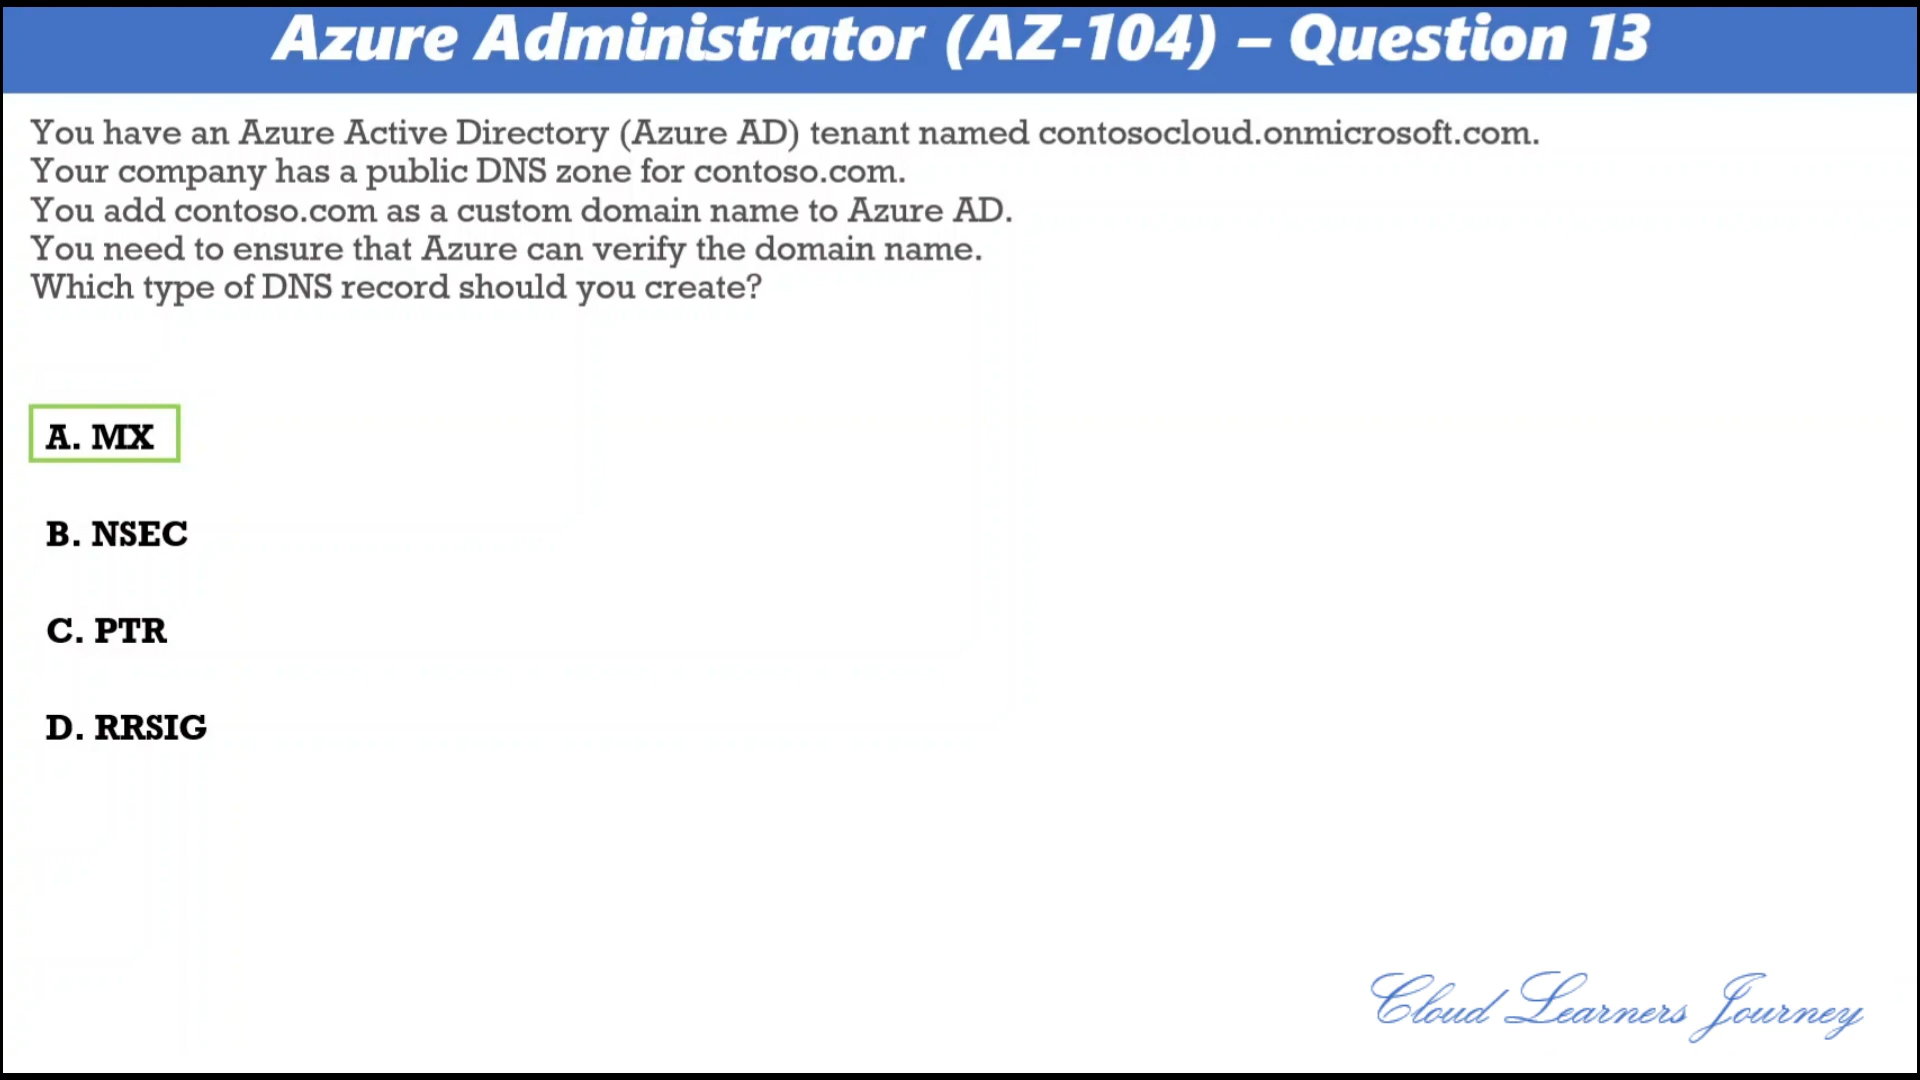 Azure Administrator (AZ-104) – Question 13
You have an Azure Active Directory (Azure AD) tenant named contosocloud.onmicrosoft.com.
Your company has a public DNS zone for contoso.com.
You add contoso.com as a custom domain name to Azure AD.
You need to ensure that Azure can verify the domain name.
Which type of DNS record should you create?
A. MX
B. NSEC
C. PTR
D. RRSIG
Cloud Learners Journey